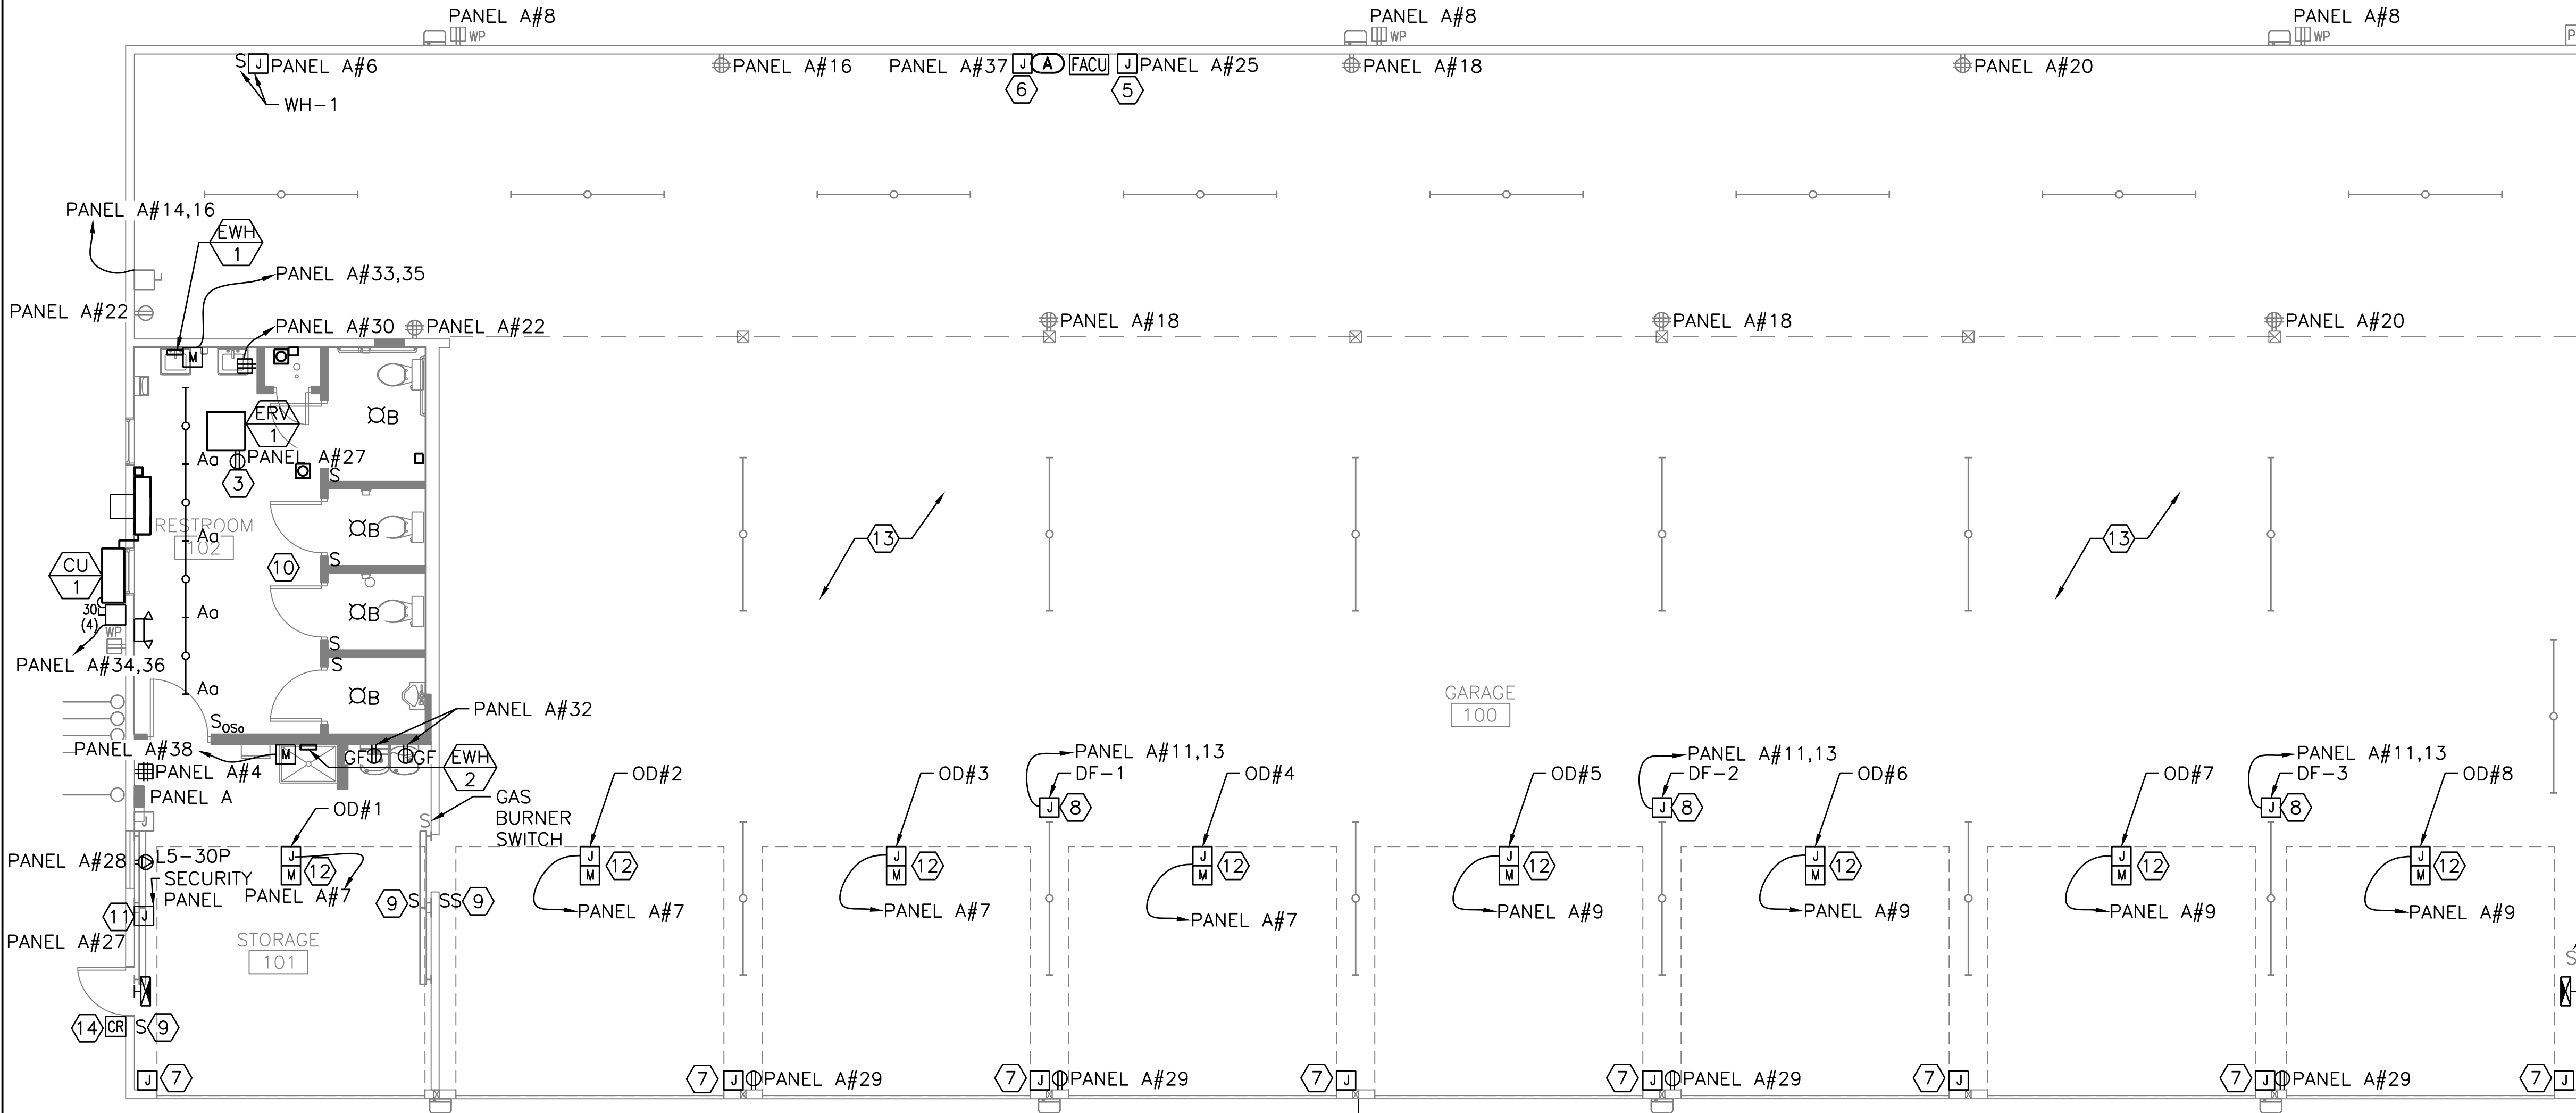 PANEL A#8
WP
PANEL A#8
WP
PANEL A#8
WP
P
S J PANEL A#6
PANEL A#16
PANEL A#37 J A FACU J PANEL A#25
PANEL A#18
PANEL A#20
6
5
WH-1
PANEL A#14,16
EWH
1
PANEL A#33,35
PANEL A#22
PANEL A#30
PANEL A#22
PANEL A#18
PANEL A#18
PANEL A#20
M
ERV
1
B
Aa
PANEL A#27
3
S
RESTROOM
102
Aa
B
13
13
S
10
CU
1
30
(4)
WP
Aa
B
S
S
PANEL A#34,36
Aa
B
GARAGE
100
PANEL A#32
SOSa
PANEL A#38
M
GF
GF
EWH
2
PANEL A#4
PANEL A
J
OD#1
OD#2
OD#3
PANEL A#11,13
DF-1
J 8
OD#4
OD#5
PANEL A#11,13
DF-2
J 8
OD#6
OD#7
PANEL A#11,13
DF-3
J 8
OD#8
S
GAS
BURNER
SWITCH
PANEL A#28
L5-30P
SECURITY
PANEL
J
M
12
PANEL A#7
J
M
12
PANEL A#7
J
M
12
PANEL A#7
J
M
12
PANEL A#7
J
M
12
PANEL A#9
J
M
12
PANEL A#9
J
M
12
PANEL A#9
J
M
12
PANEL A#9
9 S
SS 9
11 J
PANEL A#27
STORAGE
101
S
14 CR S 9
J 7
7 J PANEL A#29
7 J PANEL A#29
7 J
7 J PANEL A#29
7 J
7 J PANEL A#29
7 J